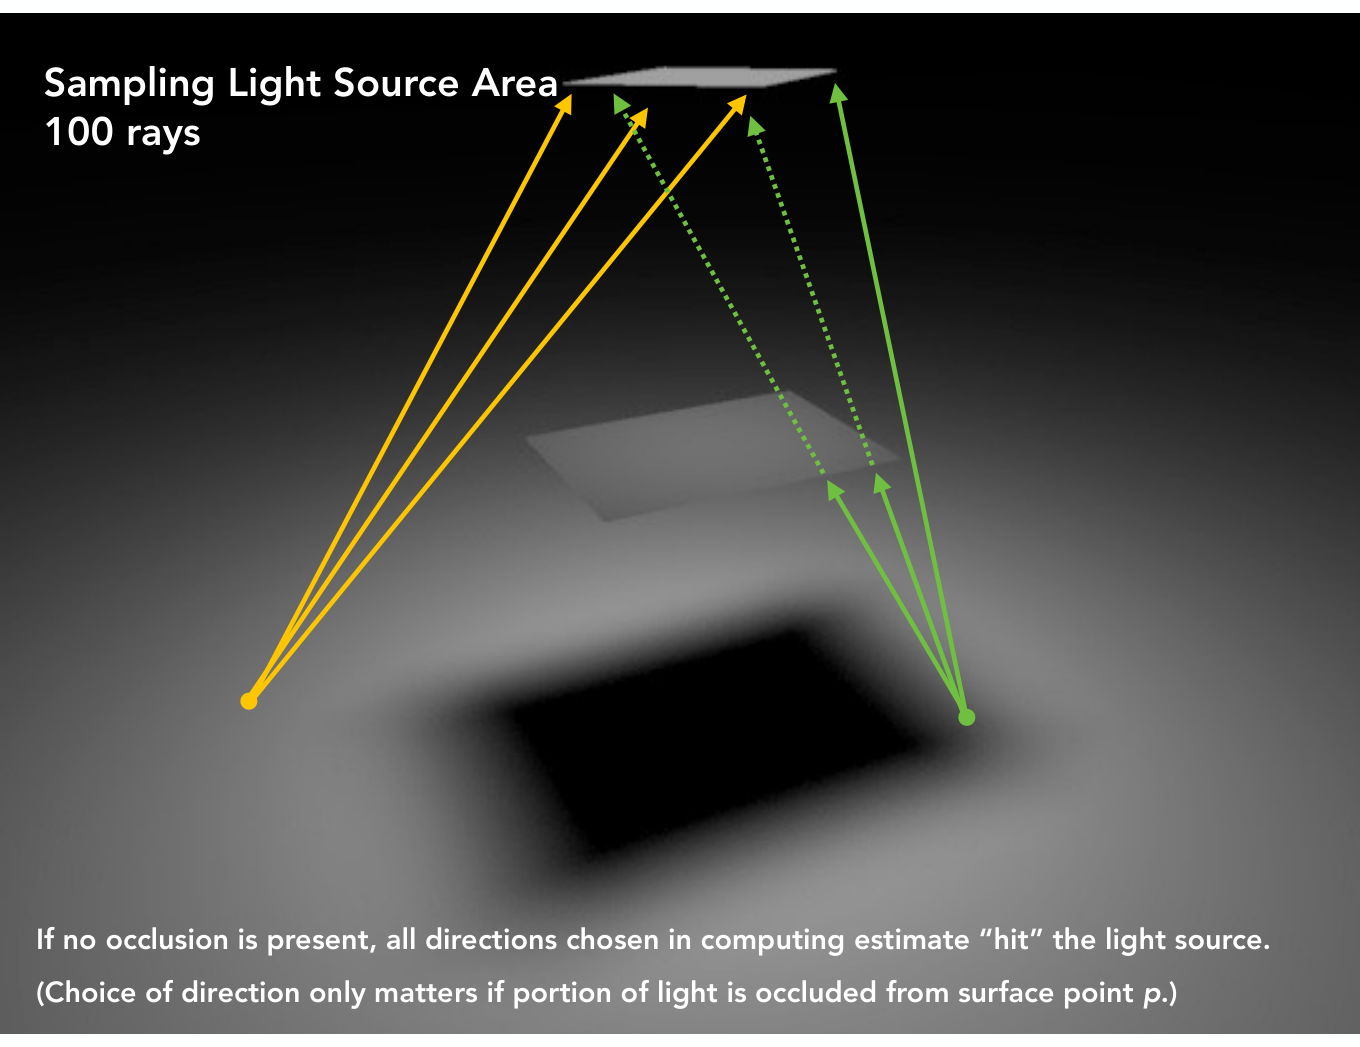 Sampling Light Source Area
100 rays
If no occlusion is present, all directions chosen in computing estimate “hit” the light source.
(Choice of direction only matters if portion of light is occluded from surface point p.)